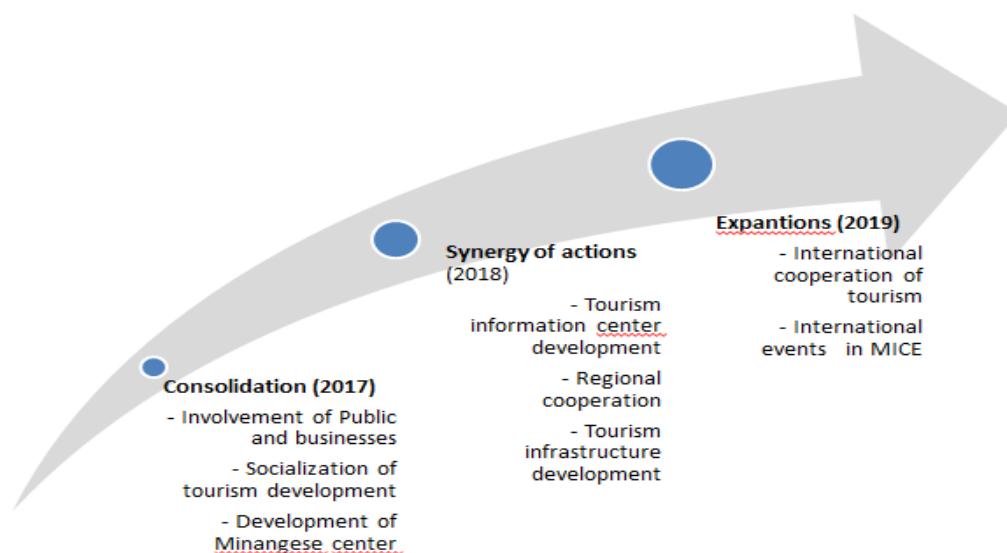 Consolidation (2017)
- Involvement of Public
and businesses
- Socialization of
tourism development
- Development of
Minangese center
Synergy of actions
(2018)
- Tourism
information center
development
- Regional
cooperation
- Tourism
infrastructure
development
Expantions (2019)
- International
cooperation of
tourism
- International
events in MICE